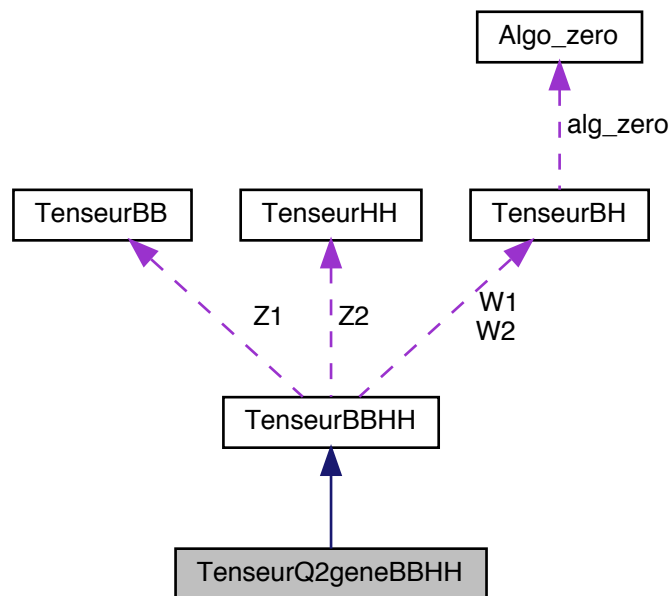 Algo_zero
alg_zero
TenseurBB
TenseurHH
TenseurBH
Z1
Z2
W1
W2
TenseurBBHH
TenseurQ2geneBBHH